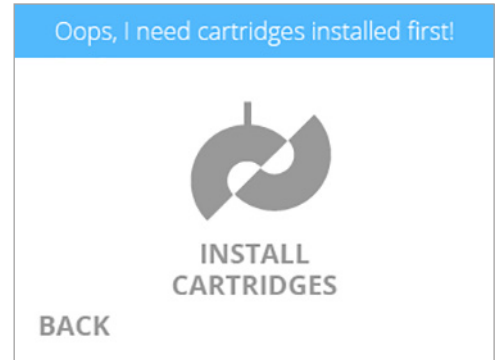 Oops, I need cartridges installed first!
INSTALL
CARTRIDGES
BACK